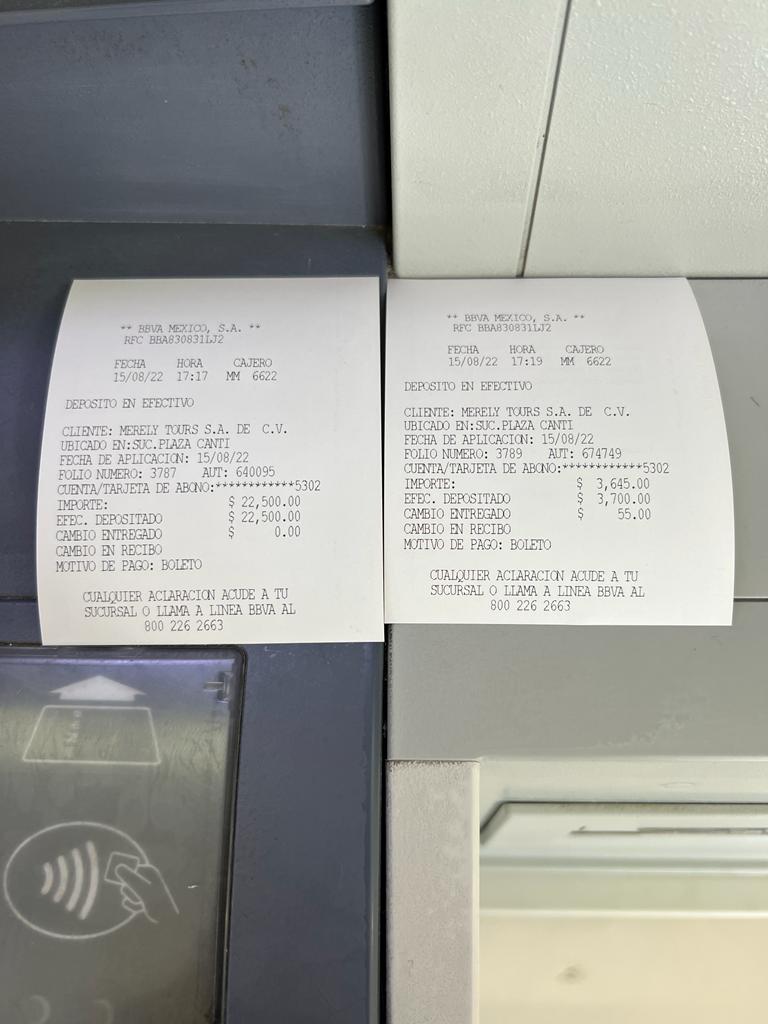 ** BBVA MEXICO, S.A. **
RFC BBA830831LJ2
FECHA HORA CAJERO
15/08/22 17:17 MM 6622
DEPOSITO EN EFECTIVO
CLIENTE: MERELY TOURS S.A. DE C.V.
UBICADO EN:SUC.PLAZA CANTI
FECHA DE APLICACION: 15/08/22
FOLIO NUMERO: 3787 AUT: 640095
CUENTA/TARJETA DE ABONO:************5302
IMPORTE: $ 22,500.00
EFEC. DEPOSITADO $ 22,500.00
CAMBIO ENTREGADO $ 0.00
CAMBIO EN RECIBO
MOTIVO DE PAGO: BOLETO
CUALQUIER ACLARACION ACUDE A TU
SUCURSAL O LLAMA A LINEA BBVA AL
800 226 2663
** BBVA MEXICO, S.A. **
RFC BBA830831LJ2
FECHA HORA CAJERO
15/08/22 17:19 MM 6622
DEPOSITO EN EFECTIVO
CLIENTE: MERELY TOURS S.A. DE C.V.
UBICADO EN:SUC.PLAZA CANTI
FECHA DE APLICACION: 15/08/22
FOLIO NUMERO: 3789 AUT: 674749
CUENTA/TARJETA DE ABONO:************5302
IMPORTE: $ 3,645.00
EFEC. DEPOSITADO $ 3,700.00
CAMBIO ENTREGADO $ 55.00
CAMBIO EN RECIBO
MOTIVO DE PAGO: BOLETO
CUALQUIER ACLARACION ACUDE A TU
SUCURSAL O LLAMA A LINEA BBVA AL
800 226 2663